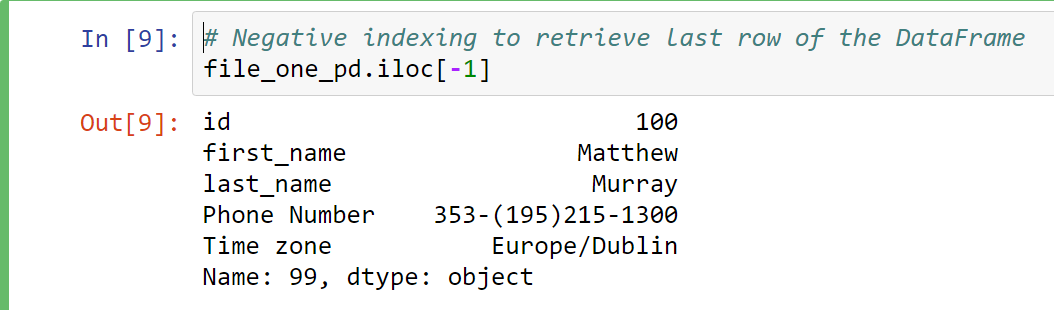 In [9]: # Negative indexing to retrieve last row of the DataFrame
file_one_pd.iloc[-1]
Out[9]: id 100
first_name Matthew
last_name Murray
Phone Number 353-(195)215-1300
Time zone Europe/Dublin
Name: 99, dtype: object